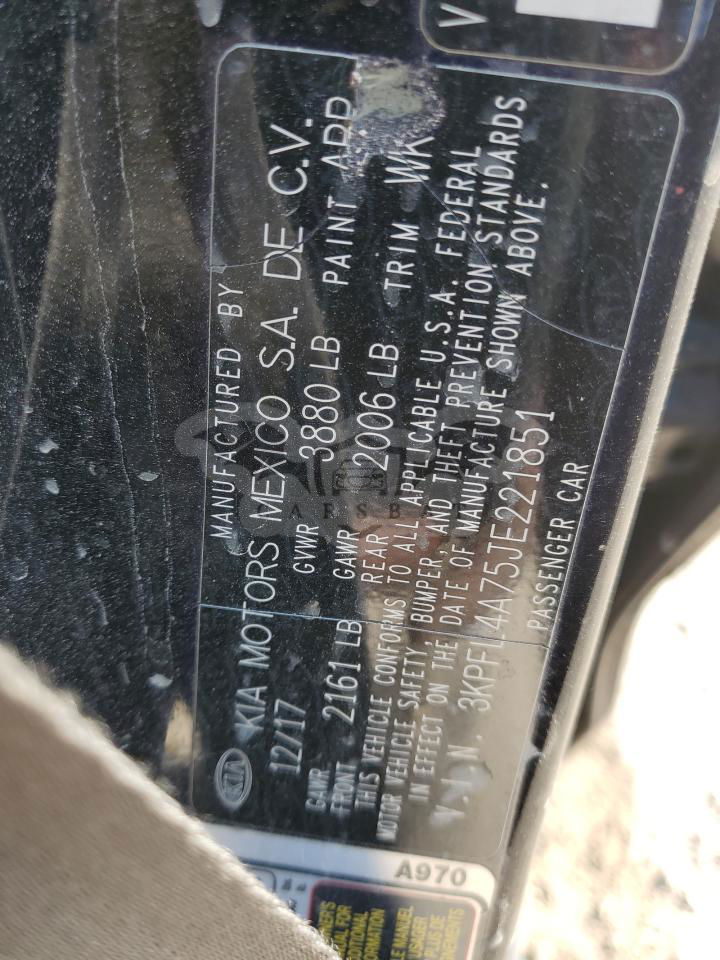 V
MANUFACTURED BY
KIA KIA MOTORS MEXICO S.A. DE C.V.
12/17 GVWR 3880 LB PAINT ABP
GAWR FRONT 2161 LB GAWR REAR 2006 LB TRIM WK
THIS VEHICLE CONFORMS TO ALL APPLICABLE U.S.A. FEDERAL
MOTOR VEHICLE SAFETY, BUMPER, AND THEFT PREVENTION STANDARDS
IN EFFECT ON THE DATE OF MANUFACTURE SHOWN ABOVE.
V.I.N. 3KPFL4A75JE221851
PASSENGER CAR
CARSBAR
A970